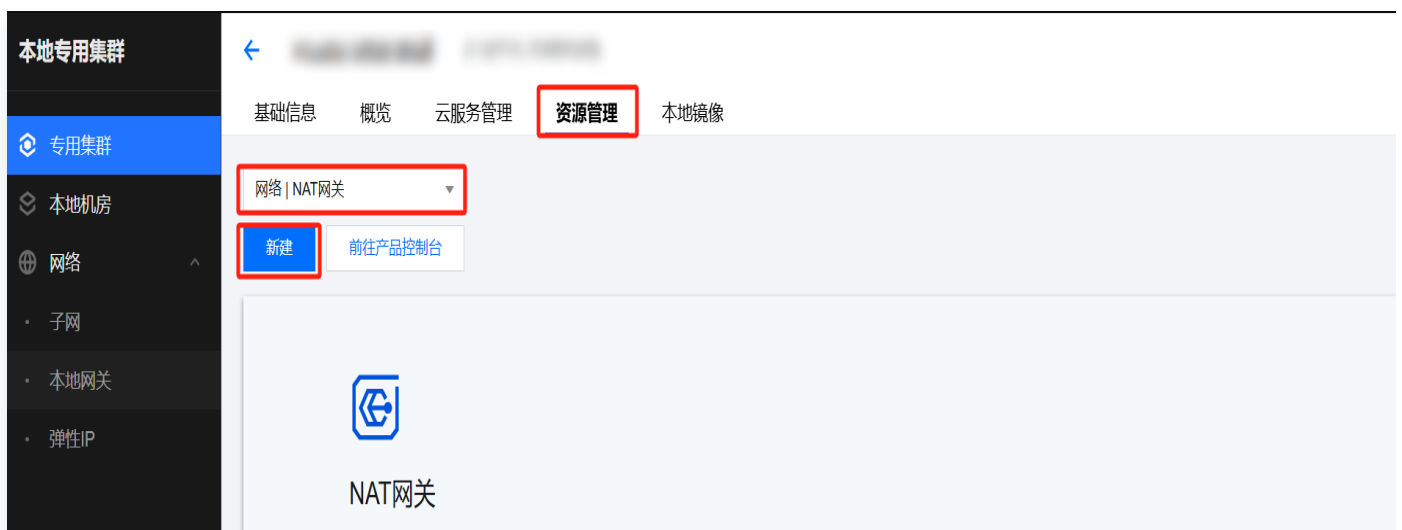 本地专用集群
基础信息 概览 云服务管理 资源管理 本地镜像
专用集群
本地机房
网络
子网
本地网关
弹性IP
网络 | NAT网关
新建 前往产品控制台
NAT网关